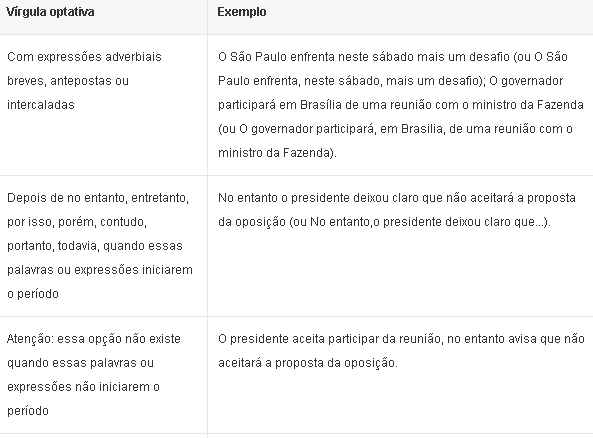 Vírgula optativa
Exemplo
Com expressões adverbiais
breves, antepostas ou
intercaladas
O São Paulo enfrenta neste sábado mais um desafio (ou O São
Paulo enfrenta, neste sábado, mais um desafio); O governador
participará em Brasília de uma reunião com o ministro da Fazenda
(ou O governador participará, em Brasilia, de uma reunião com o
ministro da Fazenda).
Depois de no entanto, entretanto,
por isso, porém, contudo,
portanto, todavia, quando essas
palavras ou expressões iniciarem
o período
No entanto o presidente deixou claro que não aceitará a proposta
da oposição (ou No entanto,o presidente deixou claro que...).
Atenção: essa opção não existe
quando essas palavras ou
expressões não iniciarem o
período
O presidente aceita participar da reunião, no entanto avisa que não
aceitará a proposta da oposição.